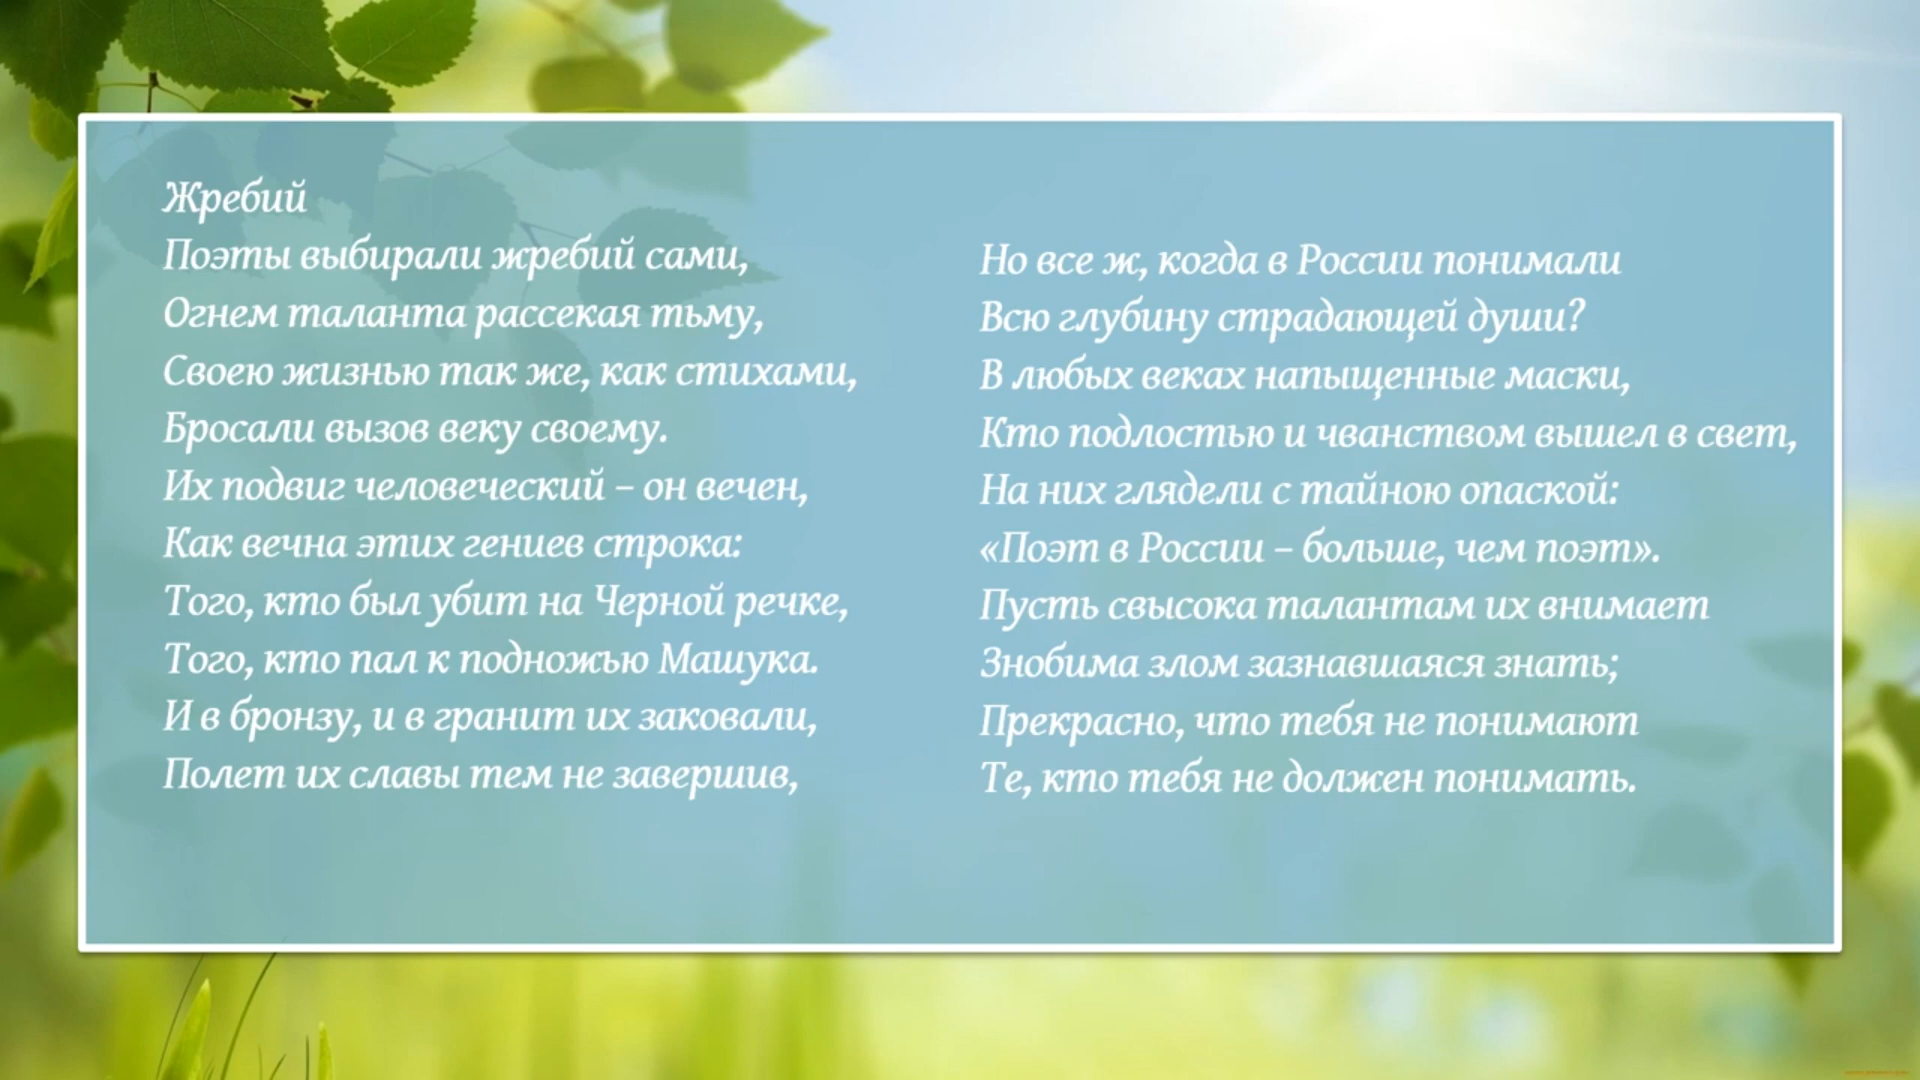 Жребий
Поэты выбирали жребий сами,
Огнем таланта рассекая тьму,
Своею жизнью так же, как стихами,
Бросали вызов веку своему.
Их подвиг человеческий – он вечен,
Как вечна этих гениев строка:
Того, кто был убит на Черной речке,
Того, кто пал к подножью Машука.
И в бронзу, и в гранит их заковали,
Полет их славы тем не завершив,
Но все ж, когда в России понимали
Всю глубину страдающей души?
В любых веках напыщенные маски,
Кто подлостью и чванством вышел в свет,
На них глядели с тайною опаской:
«Поэт в России – больше, чем поэт».
Пусть свысока талантам их внимает
Знобима злом зазнавшаяся знать;
Прекрасно, что тебя не понимают
Те, кто тебя не должен понимать.